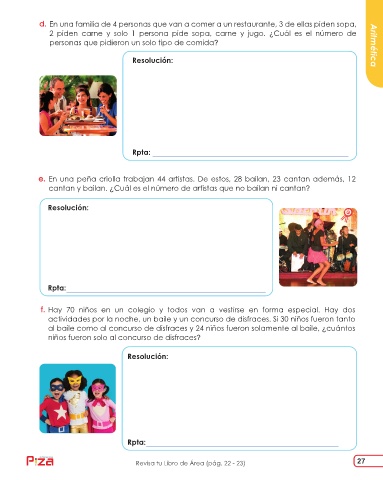 Aritmética
d. En una familia de 4 personas que van a comer a un restaurante, 3 de ellas piden sopa,
2 piden carne y solo 1 persona pide sopa, carne y jugo. ¿Cuál es el número de
personas que pidieron un solo tipo de comida?
Resolución:
Rpta:
e. En una peña criolla trabajan 44 artistas. De estos, 28 bailan, 23 cantan además, 12
cantan y bailan. ¿Cuál es el número de artistas que no bailan ni cantan?
Resolución:
Rpta:
f. Hay 70 niños en un colegio y todos van a vestirse en forma especial. Hay dos
actividades por la noche, un baile y un concurso de disfraces. Si 30 niños fueron tanto
al baile como al concurso de disfraces y 24 niños fueron solamente al baile, ¿cuántos
niños fueron solo al concurso de disfraces?
Resolución:
Rpta:
Revisa tu Libro de Área (pág. 22 - 23)
27